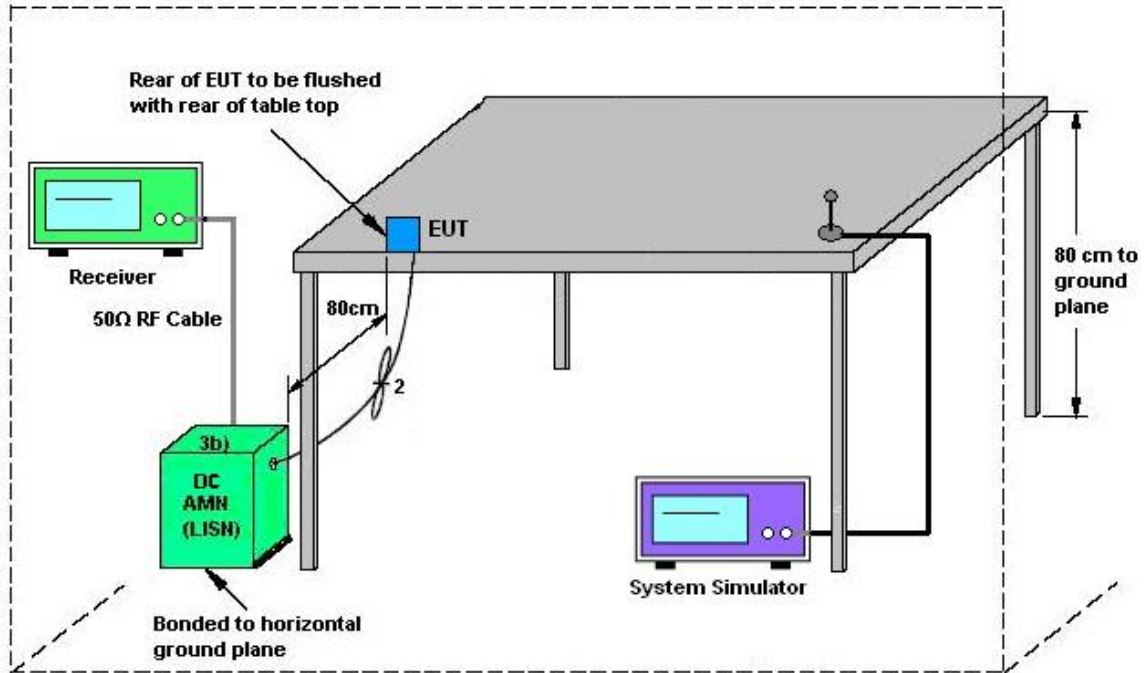 Rear of EUT to be flushed
with rear of table top
EUT
Receiver
50Ω RF Cable
80cm
80 cm to
ground
plane
2
3b)
DC
AMN
(LISN)
System Simulator
Bonded to horizontal
ground plane